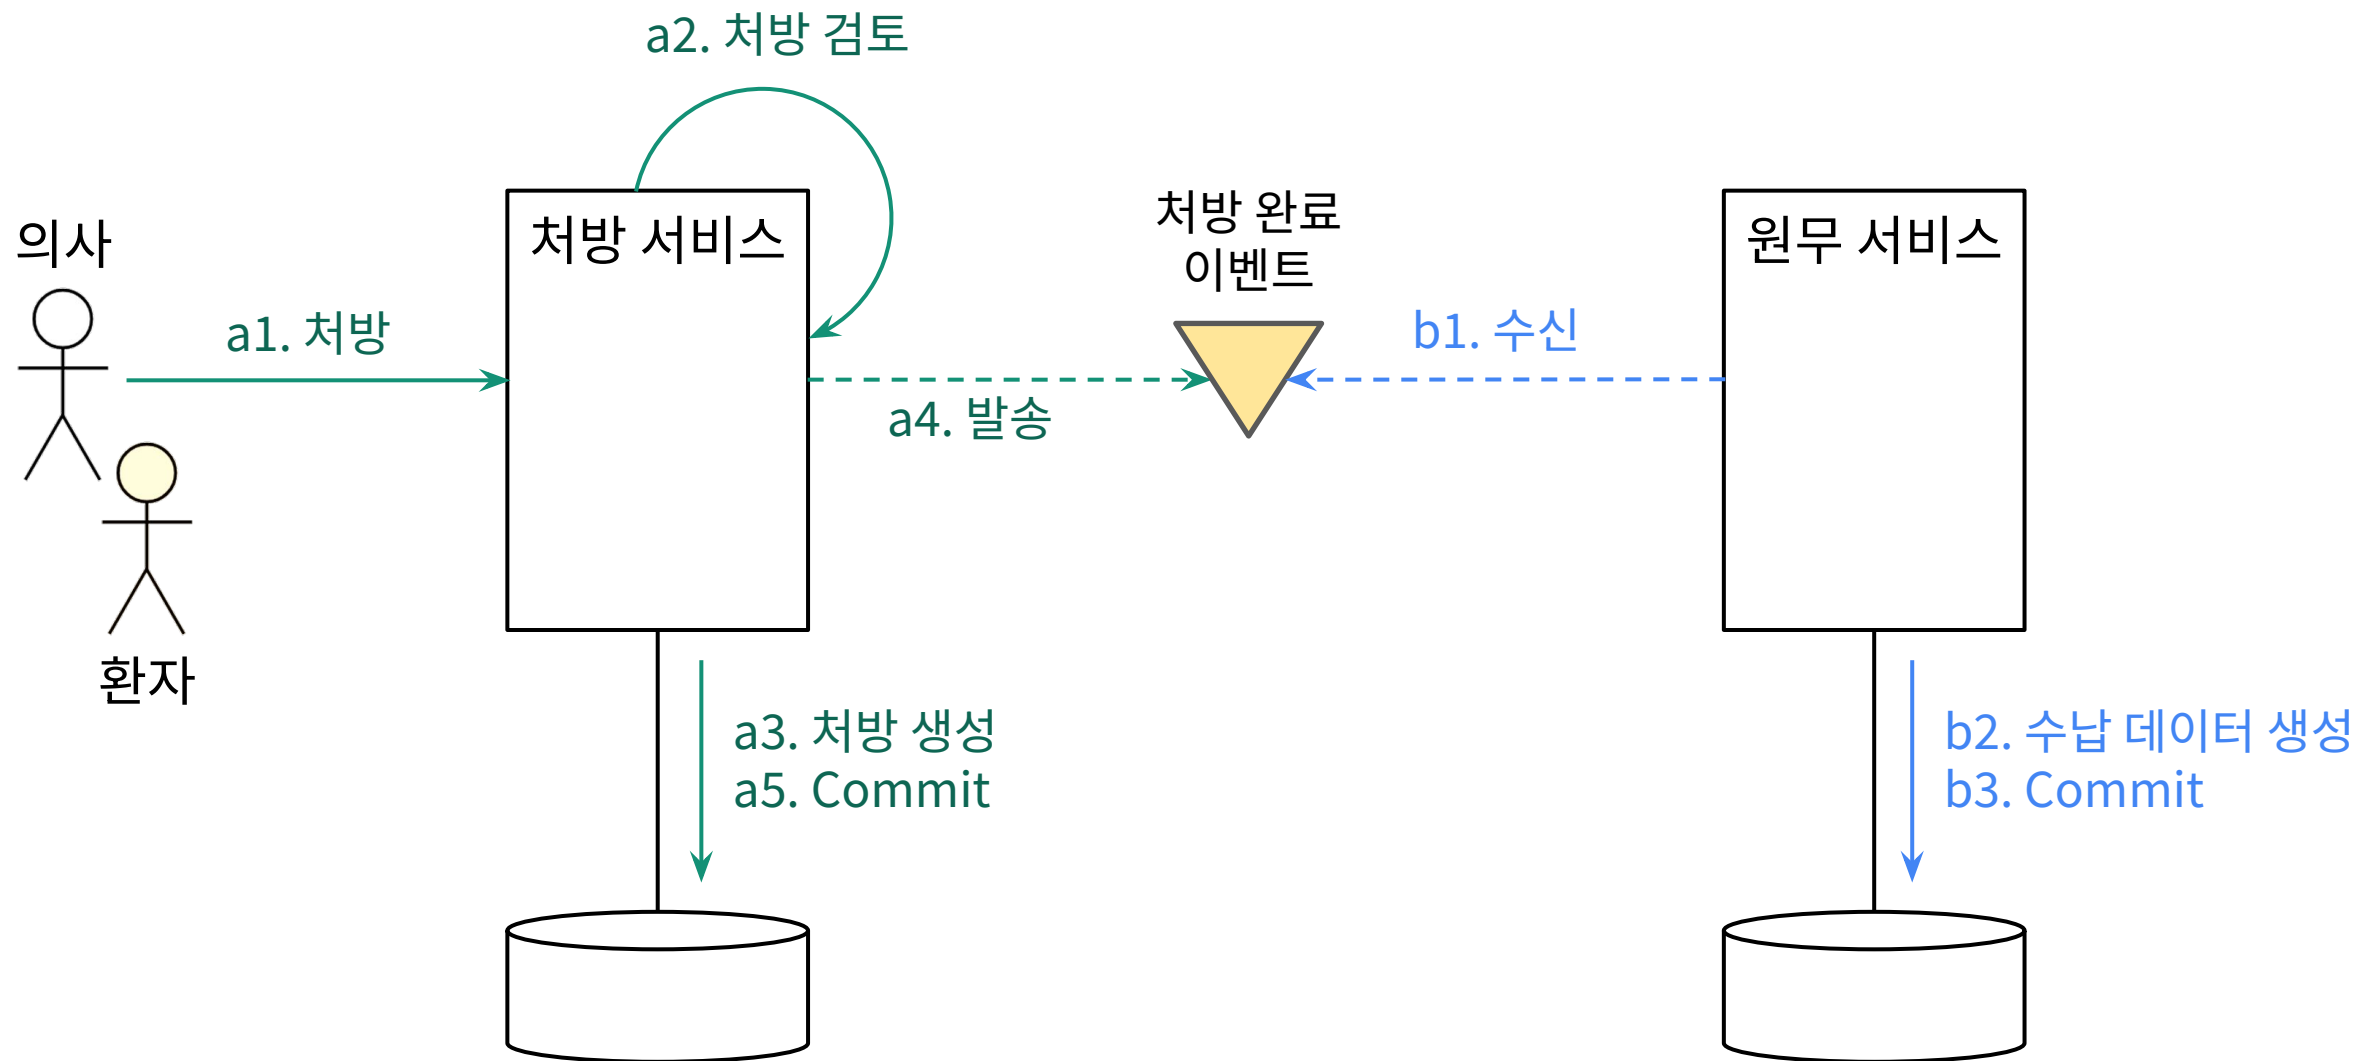 a2. 처방 검토
의사
a1. 처방
환자
처방 서비스
처방 완료
이벤트
a4. 발송
b1. 수신
원무 서비스
a3. 처방 생성
a5. Commit
b2. 수납 데이터 생성
b3. Commit